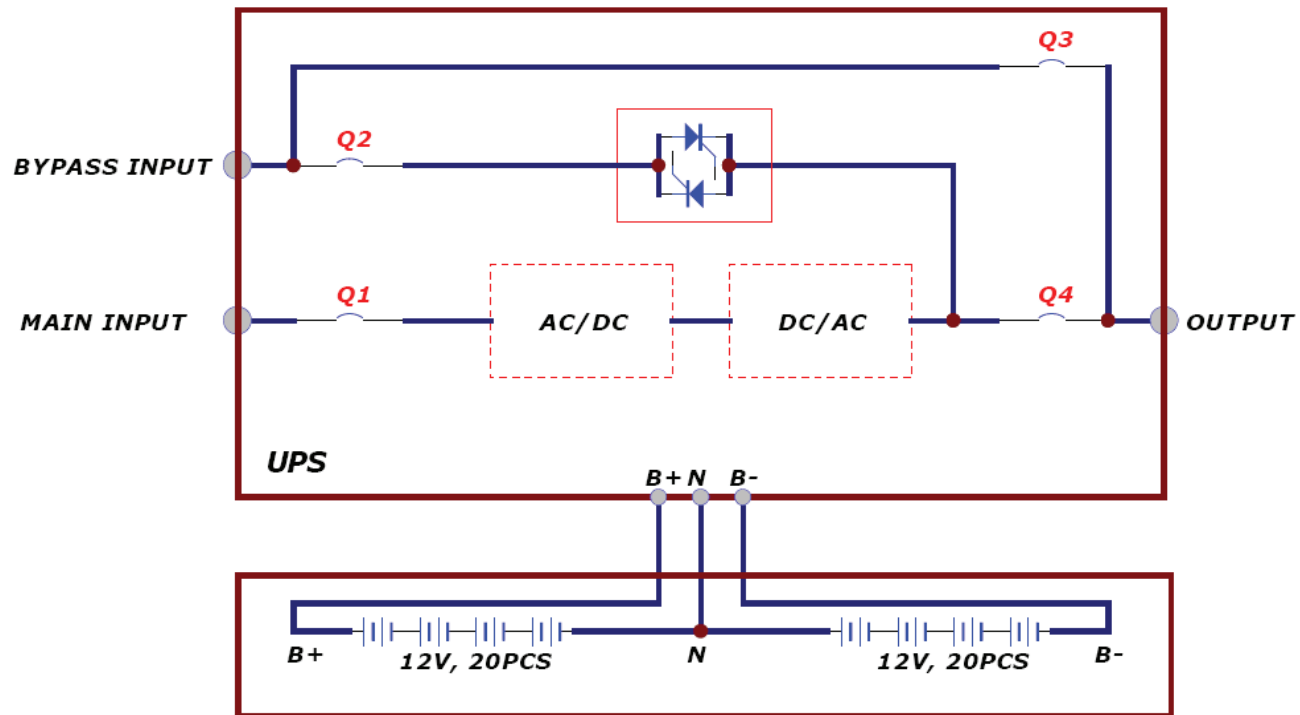 Q3
Q2
BYPASS INPUT
Q1
Q4
MAIN INPUT
AC/DC
DC/AC
OUTPUT
UPS
B+ N B-
B+
12V, 20PCS
N
12V, 20PCS
B-